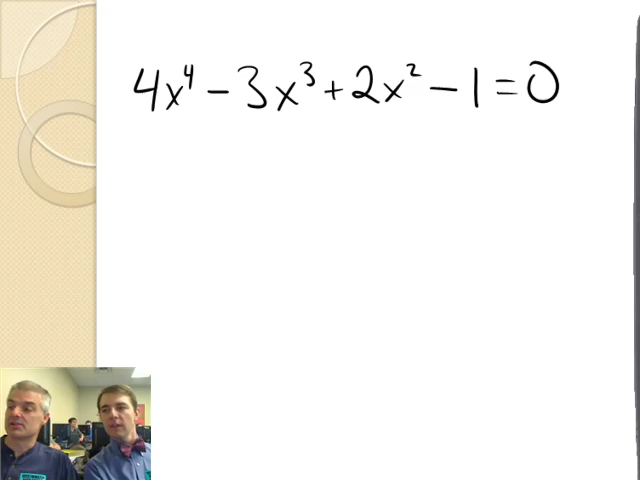 4x⁴ - 3x³ + 2x² - 1 = 0